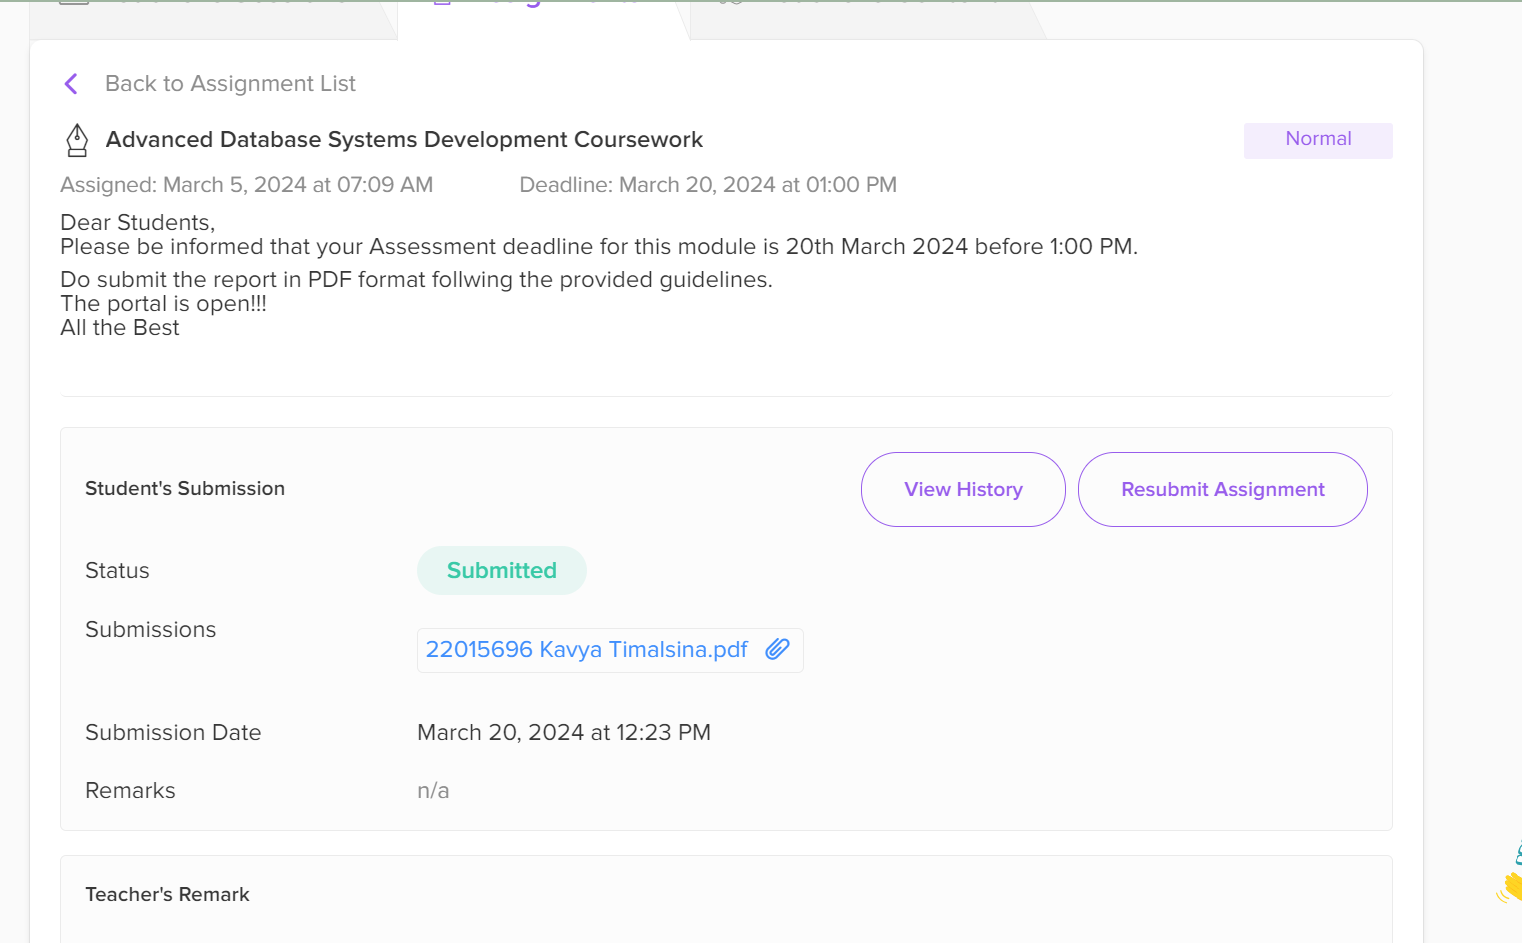 Back to Assignment List
Advanced Database Systems Development Coursework
Normal
Assigned: March 5, 2024 at 07:09 AM
Deadline: March 20, 2024 at 01:00 PM
Dear Students,
Please be informed that your Assessment deadline for this module is 20th March 2024 before 1:00 PM.
Do submit the report in PDF format follwing the provided guidelines.
The portal is open!!!
All the Best
Student's Submission
View History
Resubmit Assignment
Status
Submitted
Submissions
22015696 Kavya Timalsina.pdf
Submission Date
March 20, 2024 at 12:23 PM
Remarks
n/a
Teacher's Remark